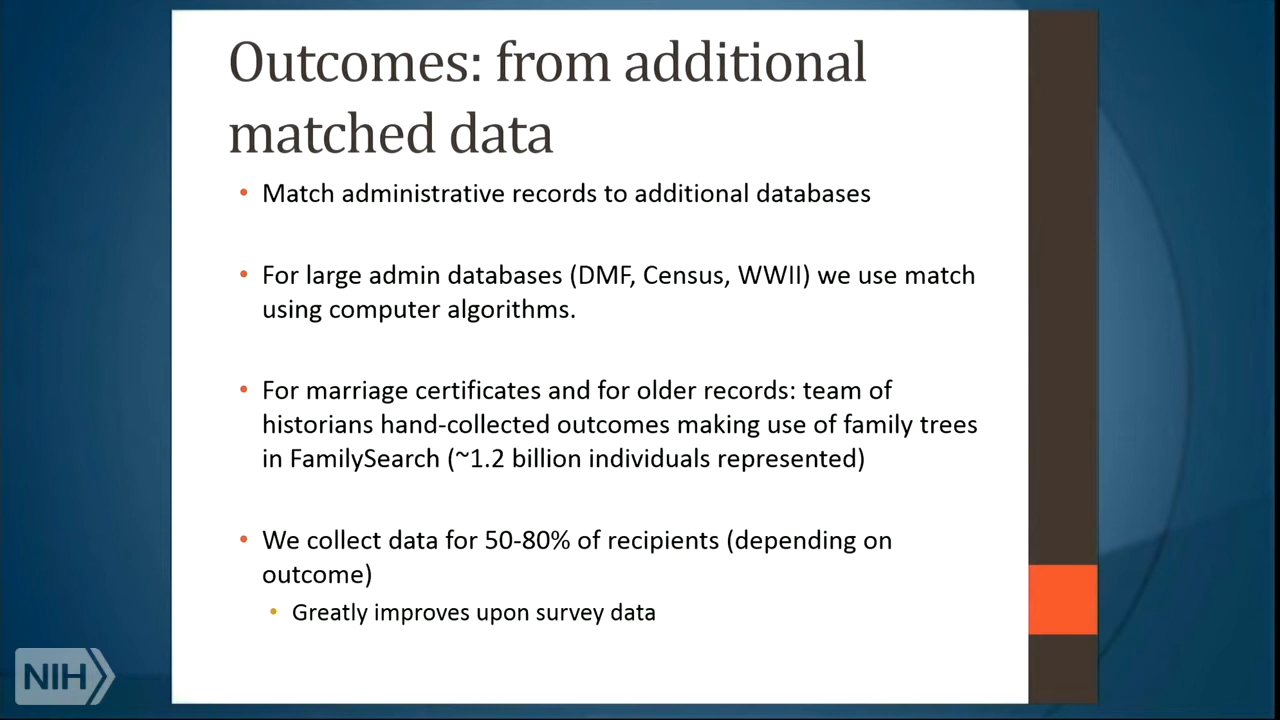 Outcomes: from additional
matched data
• Match administrative records to additional databases
• For large admin databases (DMF, Census, WWII) we use match
using computer algorithms.
• For marriage certificates and for older records: team of
historians hand-collected outcomes making use of family trees
in FamilySearch (~1.2 billion individuals represented)
• We collect data for 50-80% of recipients (depending on
outcome)
• Greatly improves upon survey data
NIH